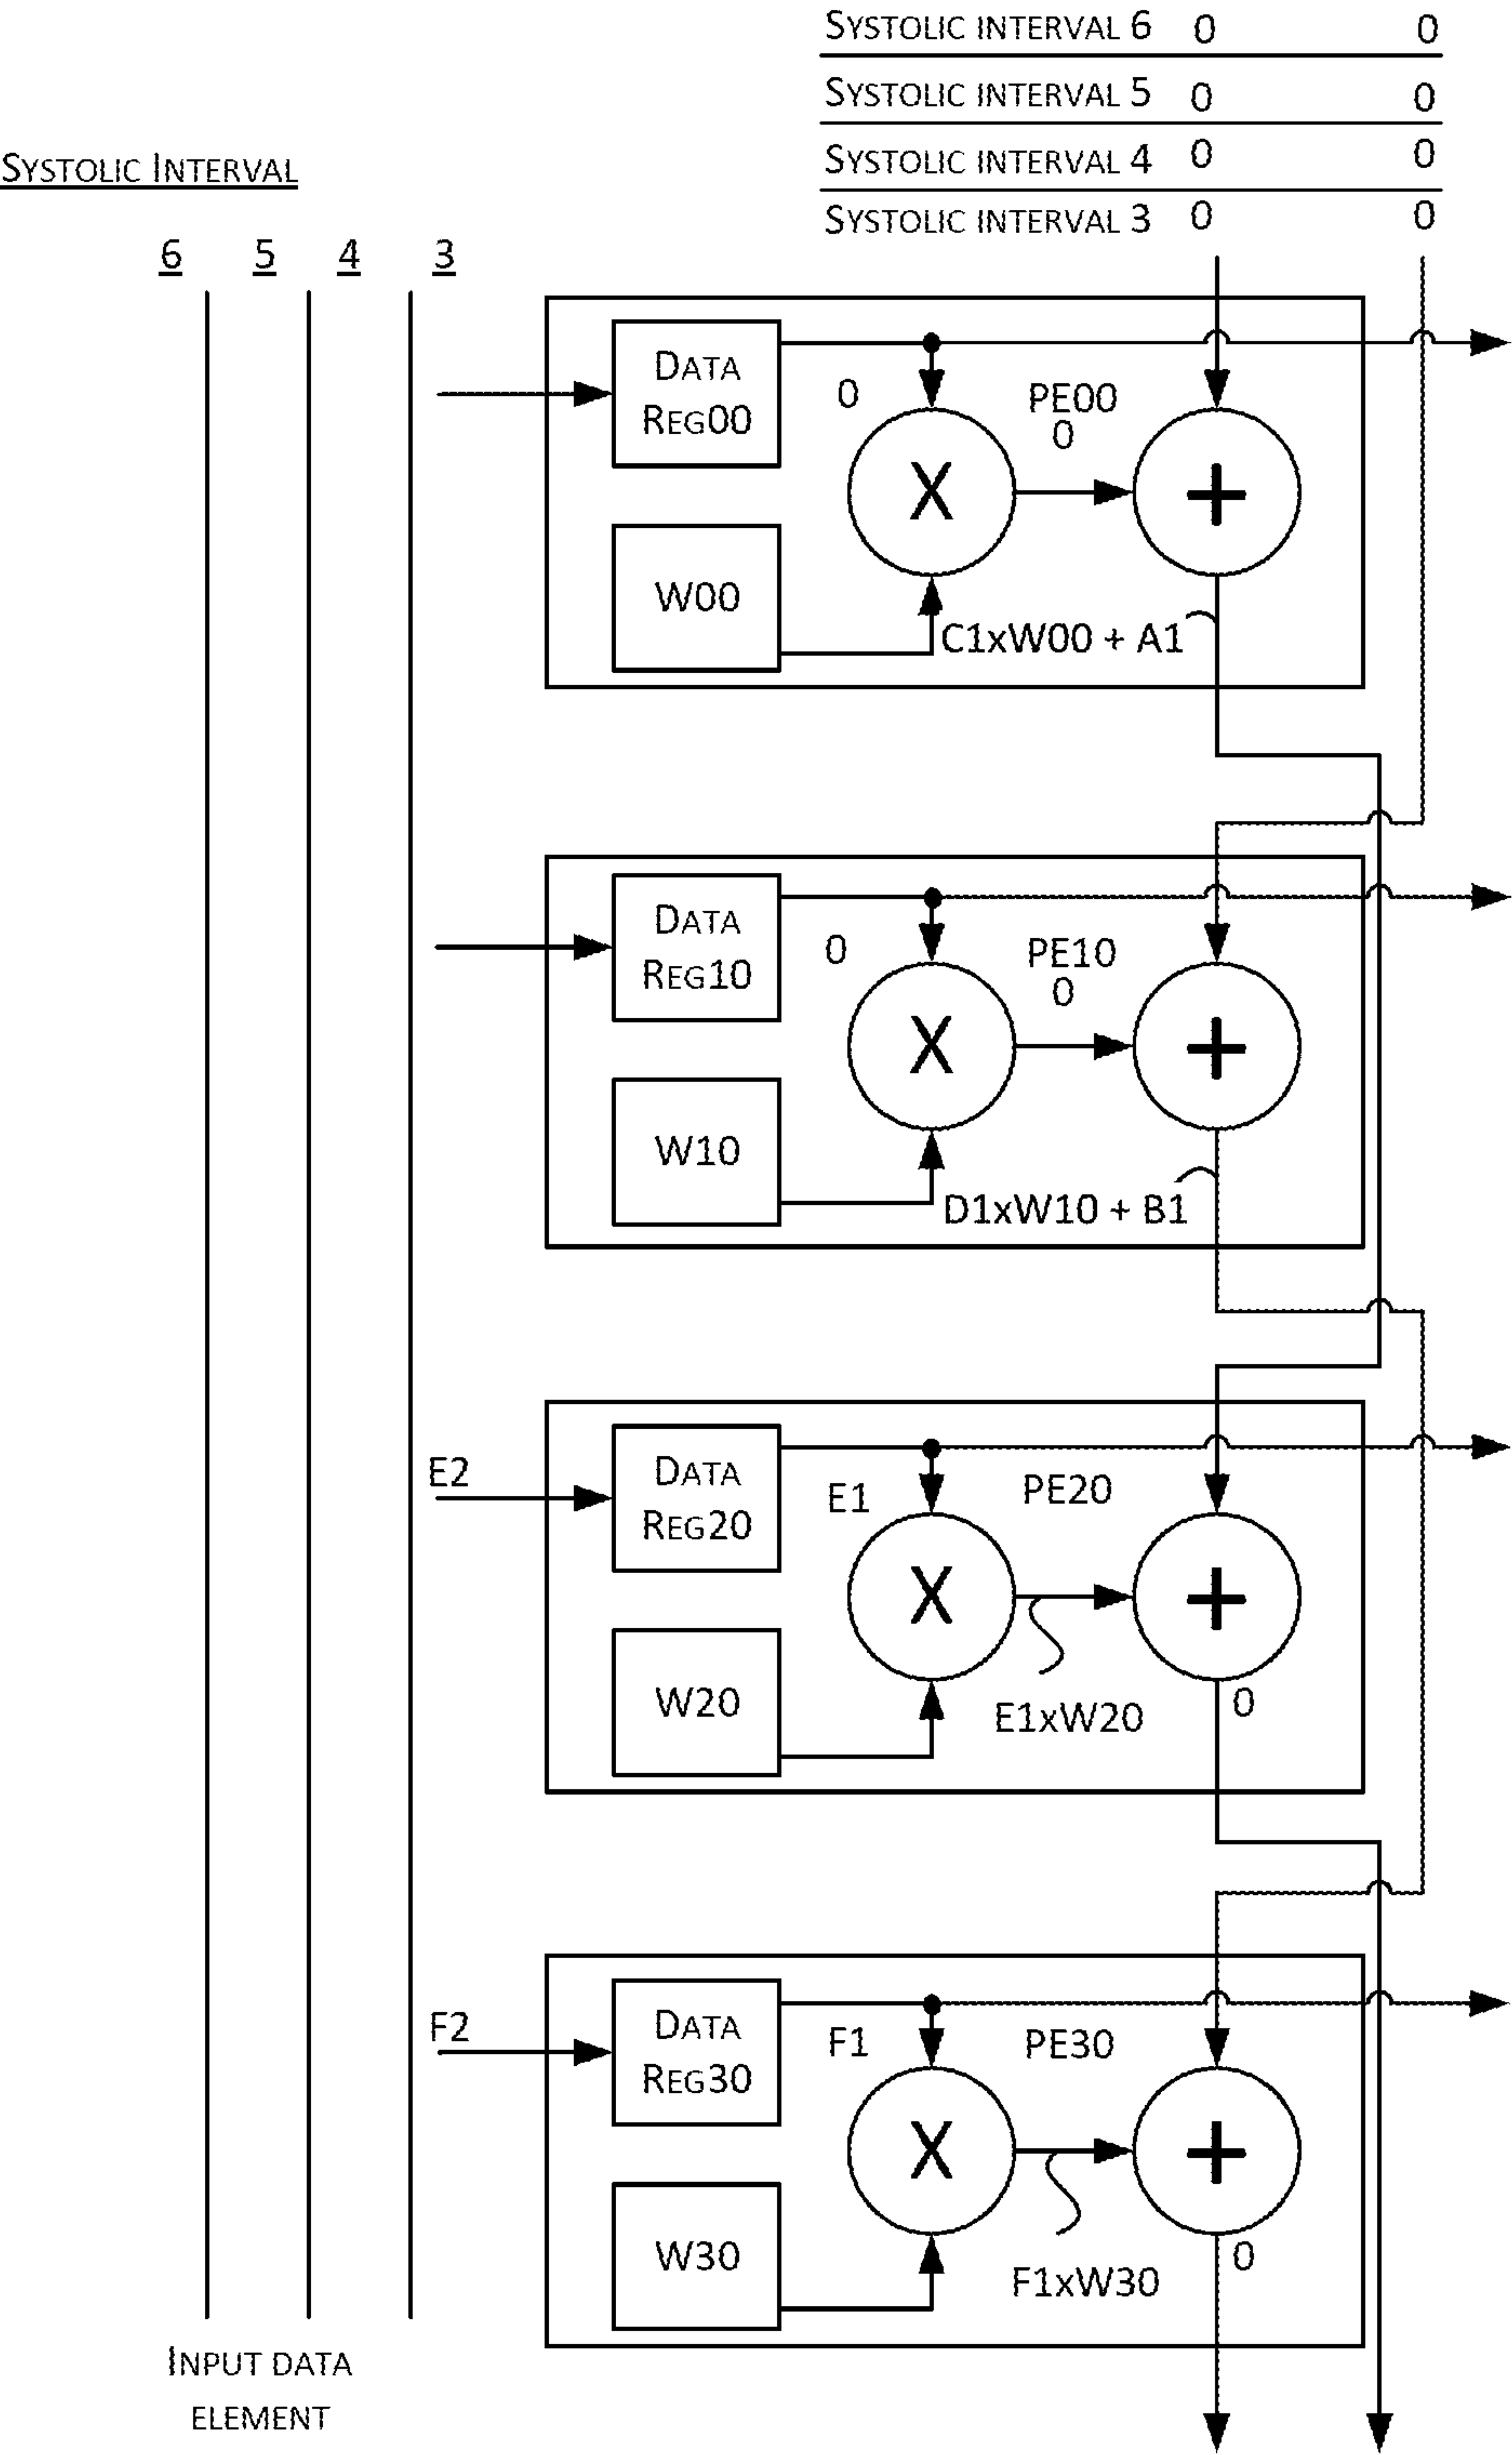 SYSTOLIC INTERVAL 6 0 0
SYSTOLIC INTERVAL 5 0 0
SYSTOLIC INTERVAL 4 0 0
SYSTOLIC INTERVAL 3 0 0
SYSTOLIC INTERVAL
6 5 4 3
DATA
REG00
0
PE00
0
X
+
W00
C1xW00 + A1
DATA
REG10
0
PE10
0
X
+
W10
D1xW10 + B1
E2
DATA
REG20
E1
PE20
X
+
W20
E1xW20
0
F2
DATA
REG30
F1
PE30
X
+
W30
F1xW30
0
INPUT DATA
ELEMENT